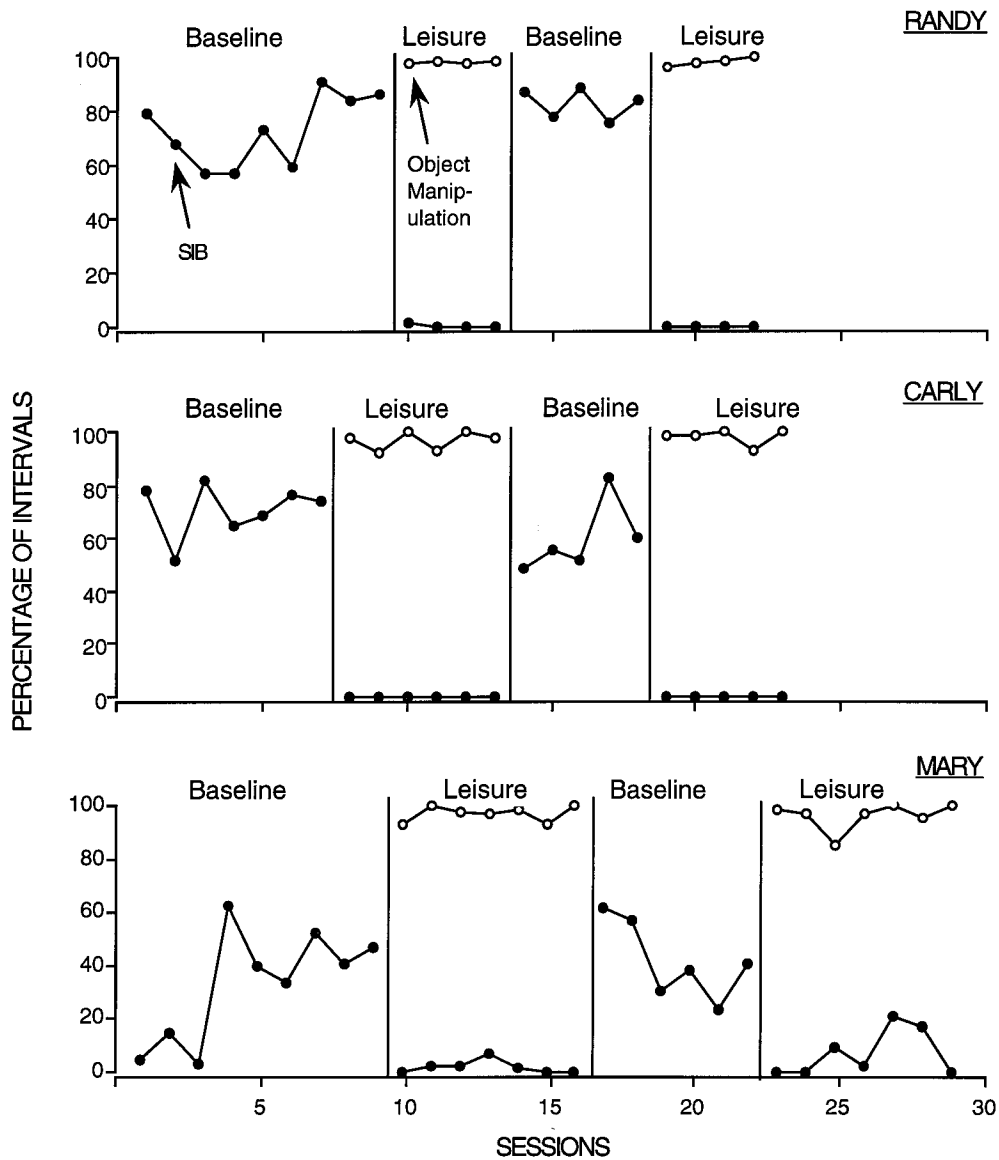 RANDY
Baseline Leisure Baseline Leisure
100
80
60
40
20
0
SIB
Object
Manip-
ulation
CARLY
Baseline Leisure Baseline Leisure
100
80
60
40
20
0
PERCENTAGE OF INTERVALS
MARY
Baseline Leisure Baseline Leisure
100
80
60
40
20
0
5 10 15 20 25 30
SESSIONS